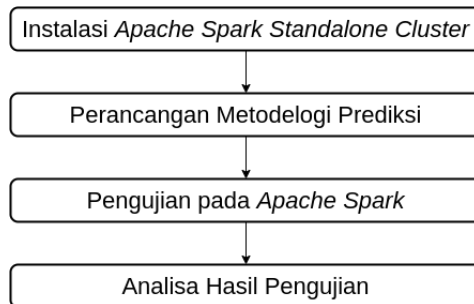 Instalasi Apache Spark Standalone Cluster
Perancangan Metodelogi Prediksi
Pengujian pada Apache Spark
Analisa Hasil Pengujian